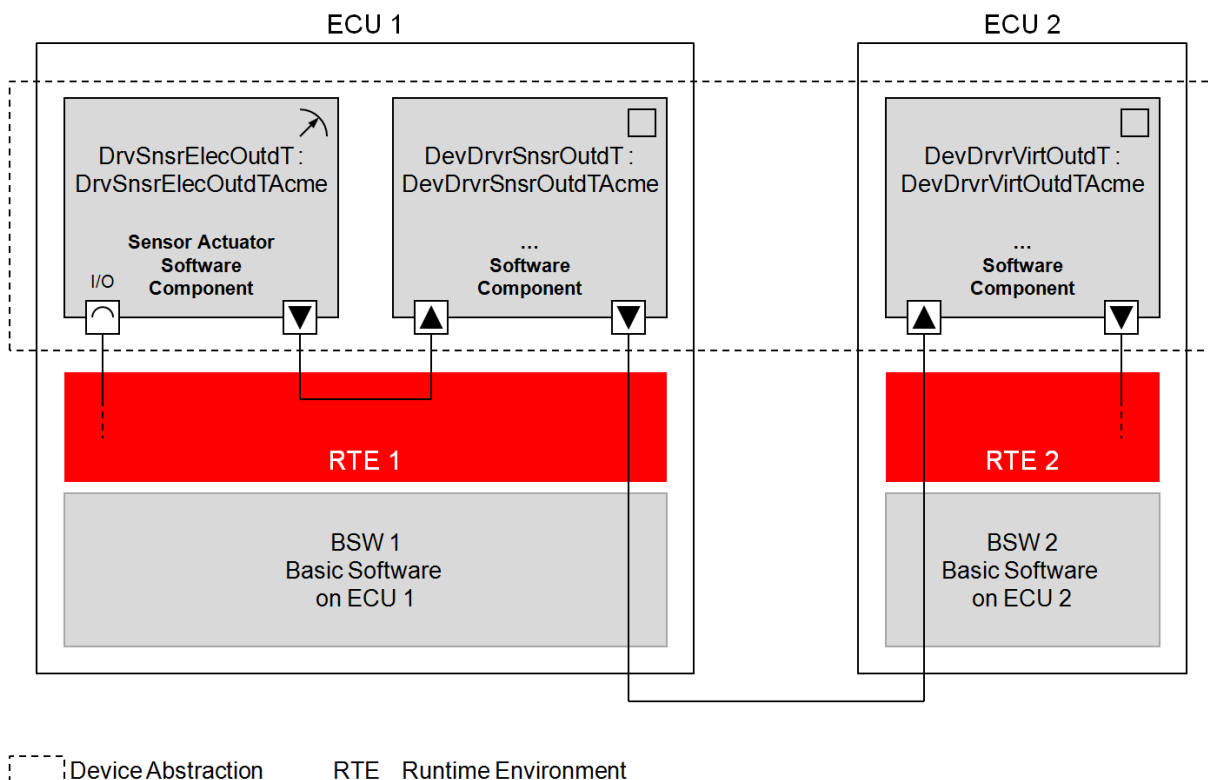 ECU 1
ECU 2
DrvSnsrElecOutdT :
DrvSnsrElecOutdTAcme
Sensor Actuator
Software
Component
I/O
DevDrvrSnsrOutdT :
DevDrvrSnsrOutdTAcme
...
Software
Component
DevDrvrVirtOutdT :
DevDrvrVirtOutdTAcme
...
Software
Component
RTE 1
RTE 2
BSW 1
Basic Software
on ECU 1
BSW 2
Basic Software
on ECU 2
Device Abstraction
RTE Runtime Environment